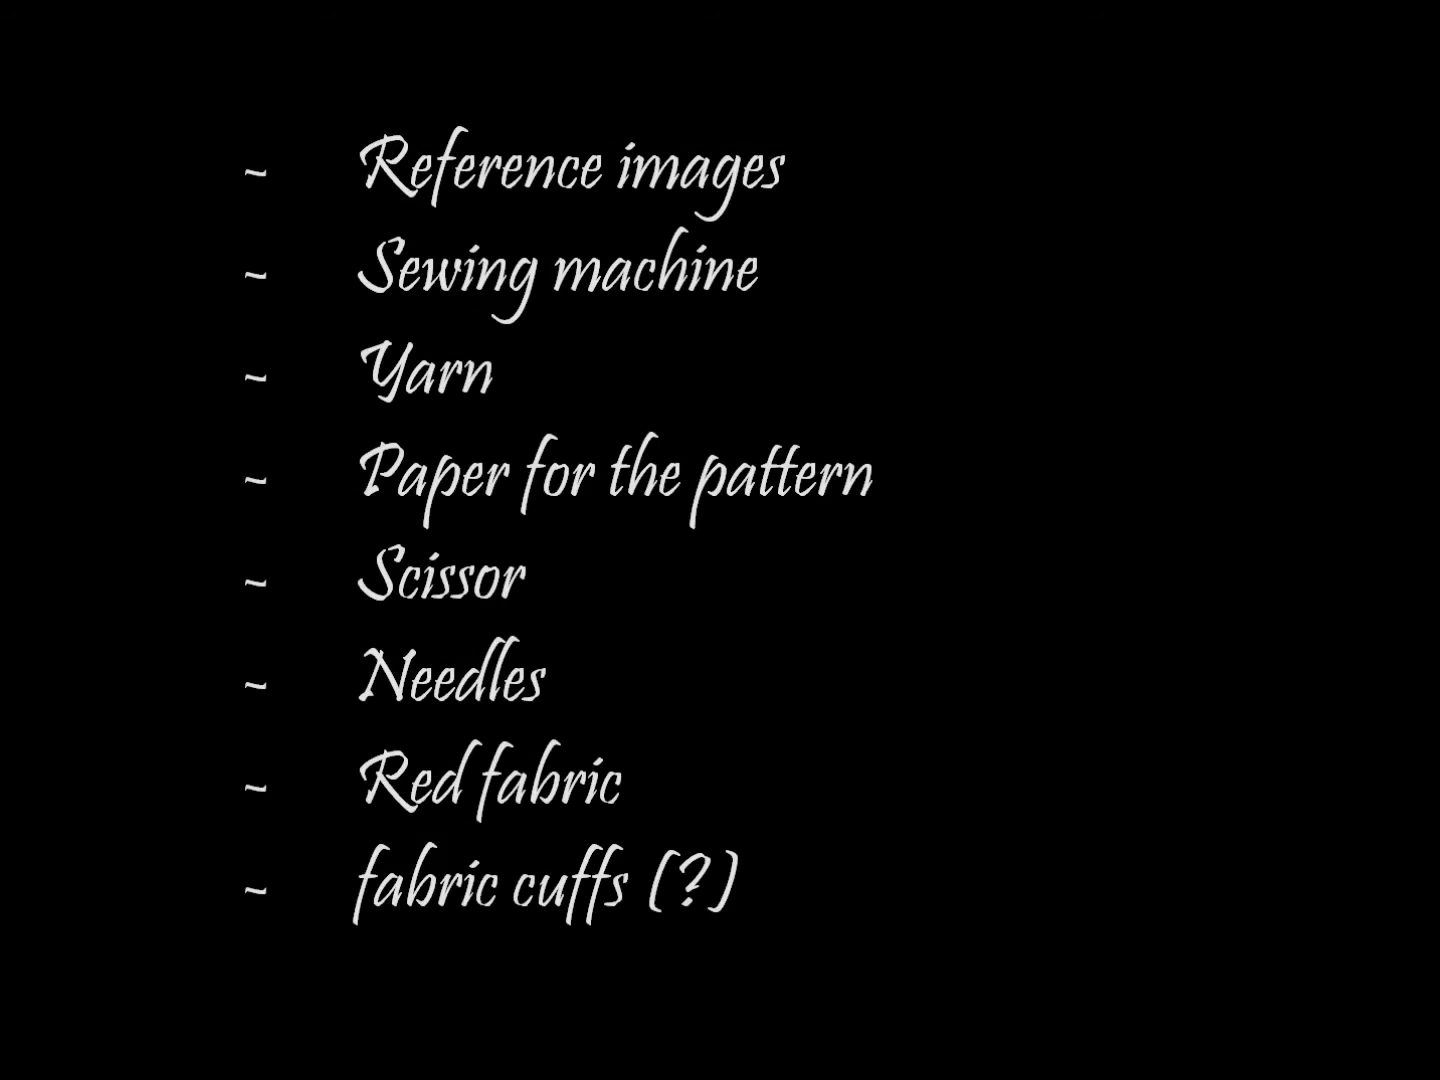 - Reference images
- Sewing machine
- Yarn
- Paper for the pattern
- Scissor
- Needles
- Red fabric
- fabric cuffs (?)